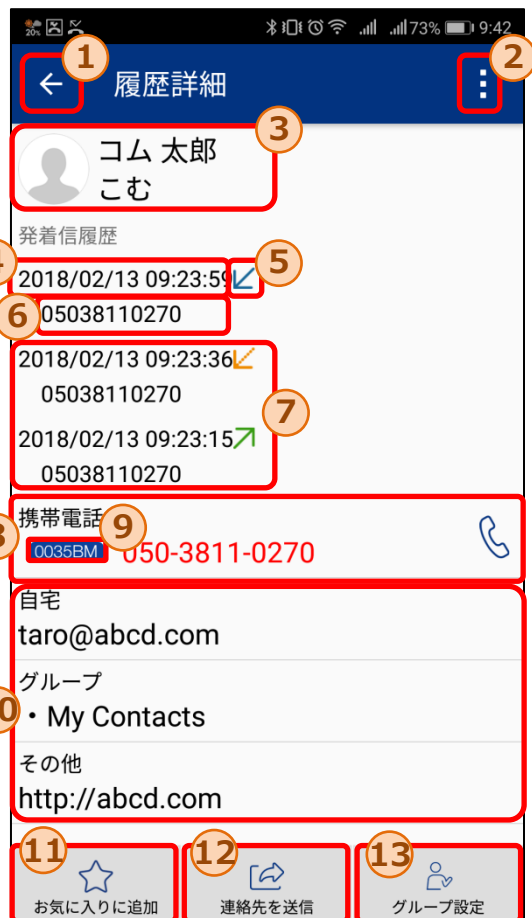 20% 73% 9:42
1
2
履歴詳細
3
コム 太郎
こむ
発着信履歴
4
2018/02/13 09:23:59
5
6
05038110270
2018/02/13 09:23:36
05038110270
7
2018/02/13 09:23:15
05038110270
携帯電話
8
9
0035BM 050-3811-0270
自宅
taro@abcd.com
グループ
10
・My Contacts
その他
http://abcd.com
11
12
13
お気に入りに追加 連絡先を送信 グループ設定